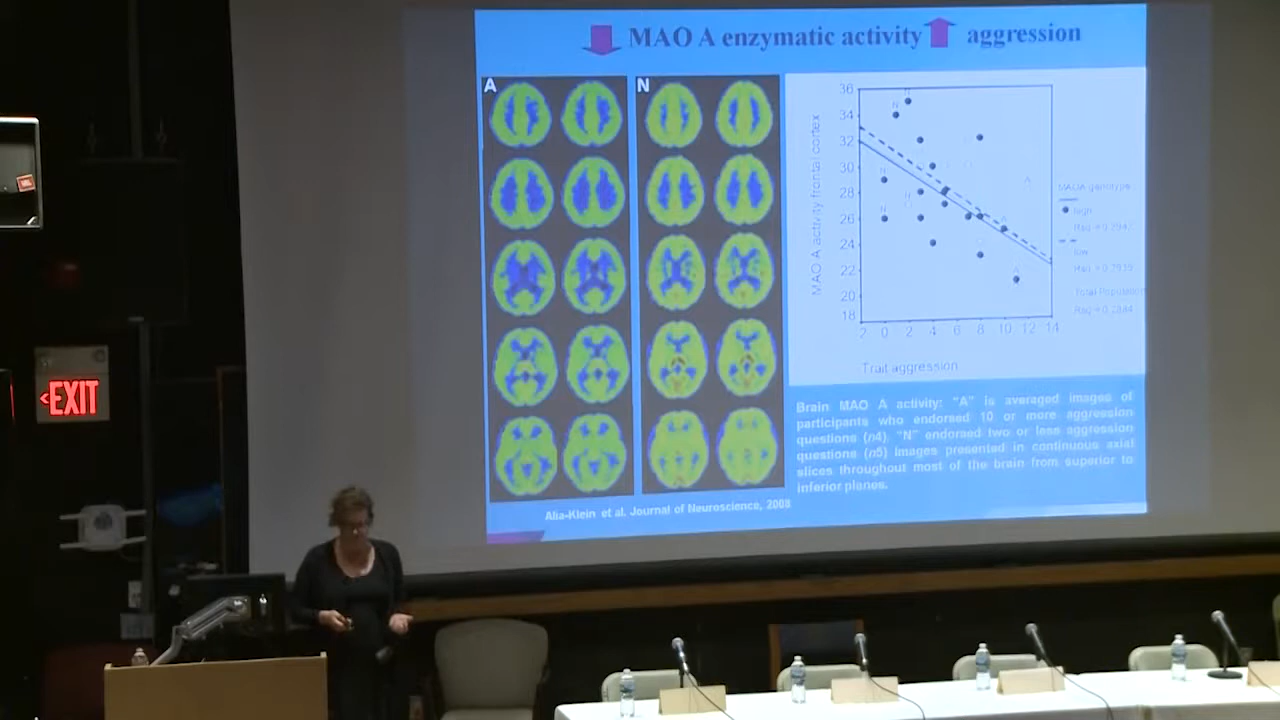 MAO A enzymatic activity aggression
A
N
MAO A activity frontal cortex
36
34
32
30
28
26
24
22
20
18
2 0 2 4 6 8 10 12 14
Trait aggression
MAOA genotype
high
low
Total Population
Brain MAO A activity: “A” is averaged images of
participants who endorsed 10 or more aggression
questions (n4). “N” endorsed two or less aggression
questions (n5) Images presented in continuous axial
slices throughout most of the brain from superior to
inferior planes.
Alia-Klein et al. Journal of Neuroscience, 2008
EXIT